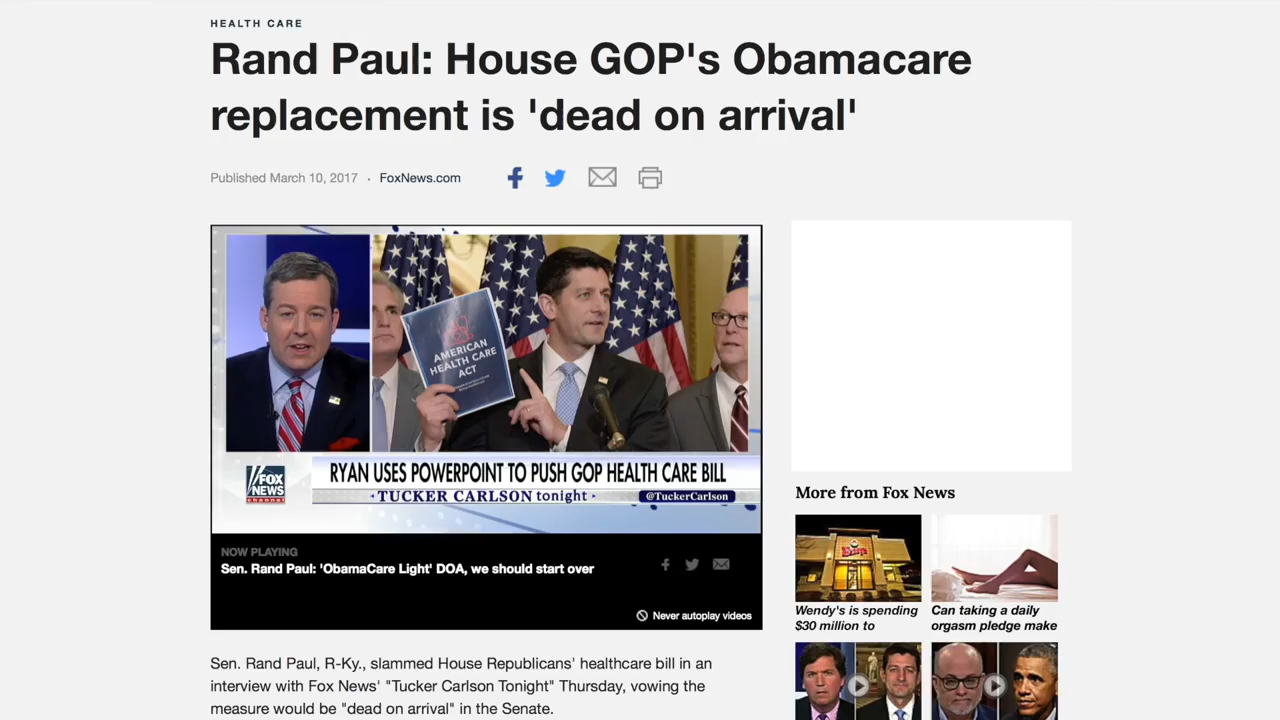 HEALTH CARE
Rand Paul: House GOP's Obamacare
replacement is 'dead on arrival'
Published March 10, 2017 · FoxNews.com
AMERICAN
HEALTH CARE
ACT
RYAN USES POWERPOINT TO PUSH GOP HEALTH CARE BILL
FOX
NEWS
channel
TUCKER CARLSON tonight
@TuckerCarlson
NOW PLAYING
Sen. Rand Paul: 'ObamaCare Light' DOA, we should start over
Never autoplay videos
More from Fox News
Wendy's is spending
$30 million to
Can taking a daily
orgasm pledge make
Sen. Rand Paul, R-Ky., slammed House Republicans' healthcare bill in an
interview with Fox News' "Tucker Carlson Tonight" Thursday, vowing the
measure would be "dead on arrival" in the Senate.